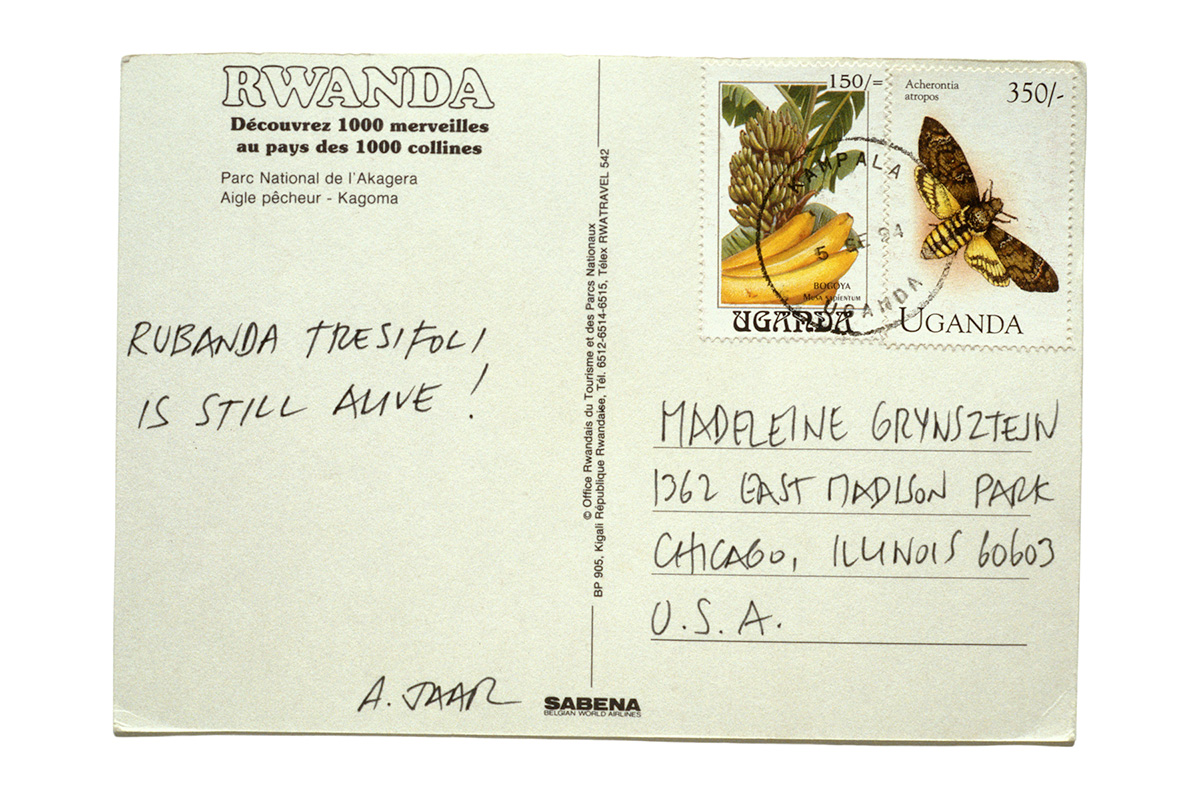 RWANDA
Découvrez 1000 merveilles
au pays des 1000 collines
Parc National de l'Akagera
Aigle pêcheur - Kagoma
RUBANDA TRESIFOLI
IS STILL ALIVE!
A. JAAR
© Office Rwandais du Tourisme et des Parcs Nationaux
BP 905, Kigali République Rwandaise, Tél. 6512-6514-6515, Télex RWATRAVEL 542
SABENA
BELGIAN WORLD AIRLINES
150/=
BOGOYA
MUSA SAPIENTUM
UGANDA
Acherontia
atropos
350/-
UGANDA
KAMPALA
5 SE 94
UGANDA
MADELEINE GRYNSZTEJN
1362 EAST MADISON PARK
CHICAGO, ILLINOIS 60603
U.S.A.